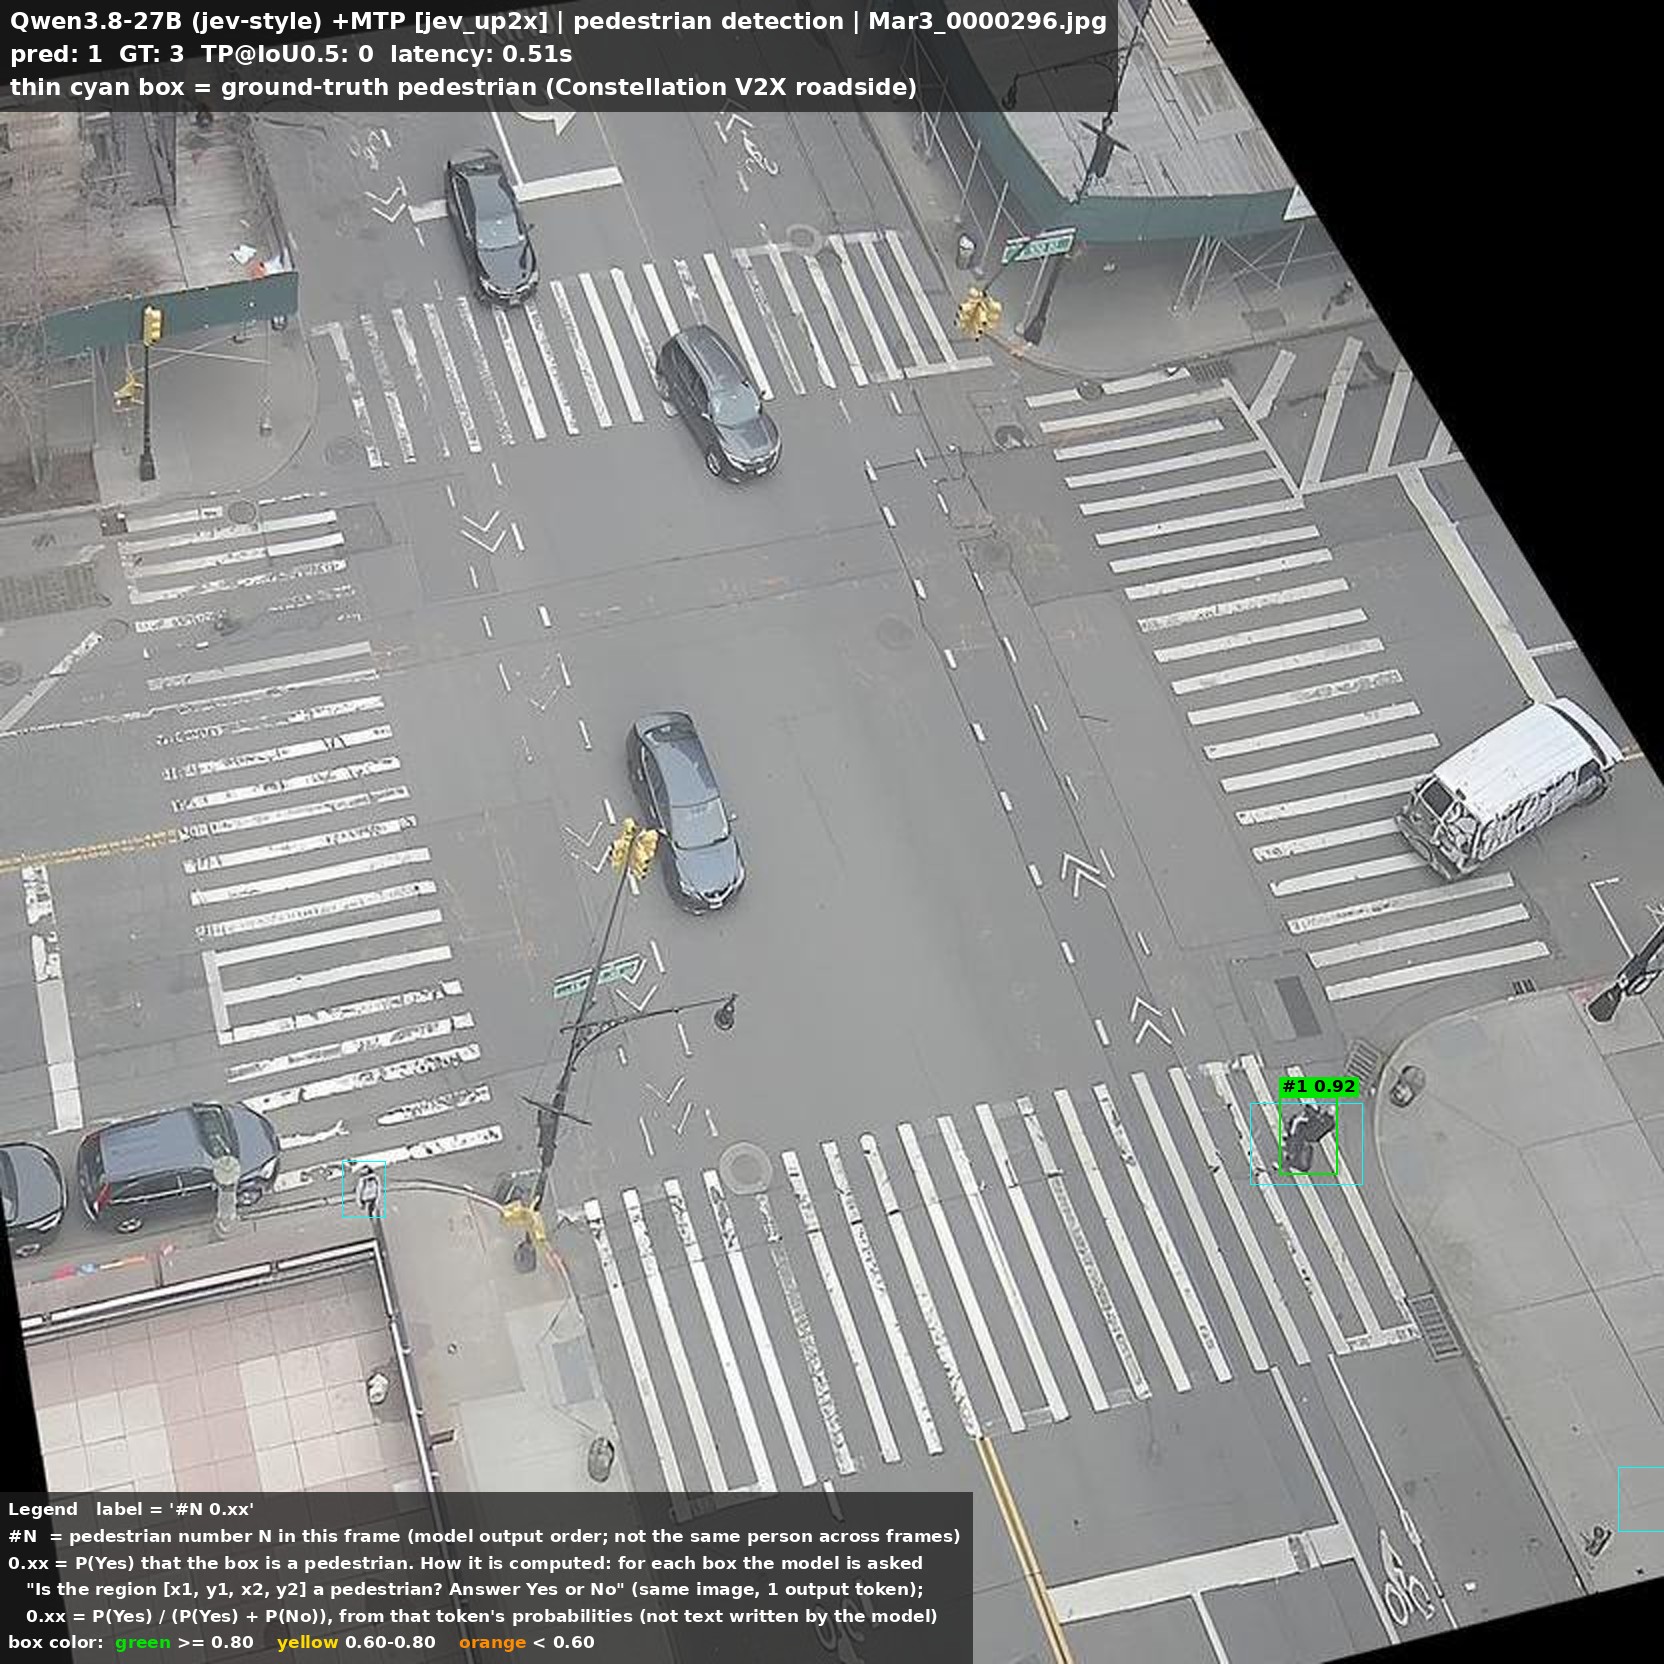 Qwen3.8-27B (jev-style) +MTP [jev_up2x] | pedestrian detection | Mar3_0000296.jpg
pred: 1  GT: 3  TP@IoU0.5: 0  latency: 0.51s
thin cyan box = ground-truth pedestrian (Constellation V2X roadside)
#1 0.92
Legend   label = '#N 0.xx'
#N  = pedestrian number N in this frame (model output order; not the same person across frames)
0.xx = P(Yes) that the box is a pedestrian. How it is computed: for each box the model is asked
"Is the region [x1, y1, x2, y2] a pedestrian? Answer Yes or No" (same image, 1 output token);
0.xx = P(Yes) / (P(Yes) + P(No)), from that token's probabilities (not text written by the model)
box color:  green >= 0.80    yellow 0.60-0.80    orange < 0.60